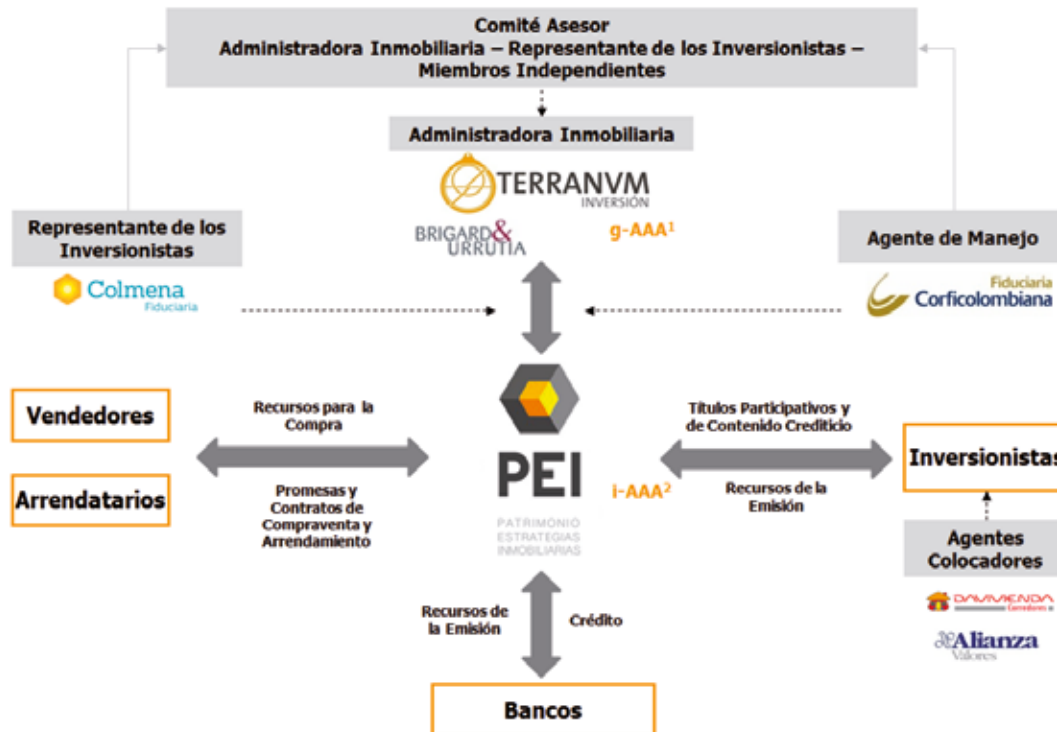 Comité Asesor
Administradora Inmobiliaria – Representante de los Inversionistas –
Miembros Independientes
Administradora Inmobiliaria
TERRANVM
INVERSIÓN
BRIGARD&
URRUTIA
g-AAA¹
Representante de los
Inversionistas
Colmena
Fiduciaria
Agente de Manejo
Fiduciaria
Corficolombiana
Vendedores
Arrendatarios
Recursos para la
Compra
Promesas y
Contratos de
Compraventa y
Arrendamiento
PEI
i-AAA²
PATRIMONIO
ESTRATEGIAS
INMOBILIARIAS
Títulos Participativos y
de Contenido Crediticio
Recursos de la
Emisión
Inversionistas
Agentes
Colocadores
DAVIVIENDA
Corredores
Alianza
Valores
Recursos de
la Emisión
Crédito
Bancos